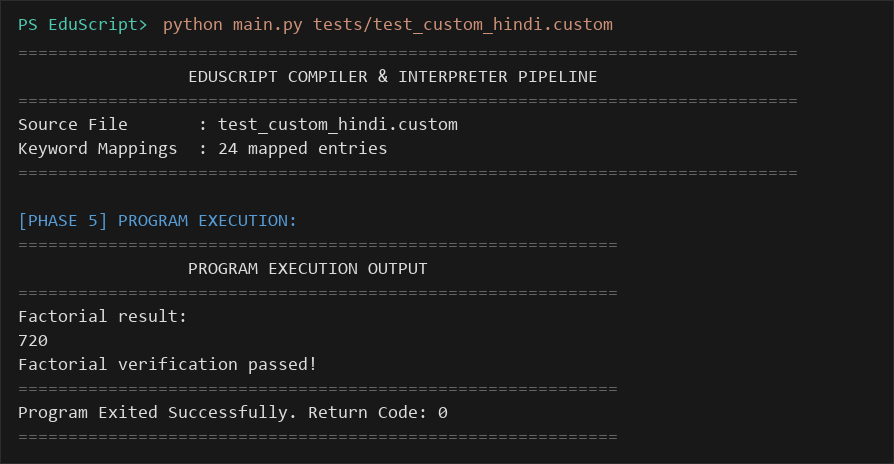 PS EduScript> python main.py tests/test_custom_hindi.custom
==============================================================================
EDUSCRIPT COMPILER & INTERPRETER PIPELINE
==============================================================================
Source File       : test_custom_hindi.custom
Keyword Mappings  : 24 mapped entries
==============================================================================
[PHASE 5] PROGRAM EXECUTION:
============================================================
PROGRAM EXECUTION OUTPUT
============================================================
Factorial result:
720
Factorial verification passed!
============================================================
Program Exited Successfully. Return Code: 0
============================================================